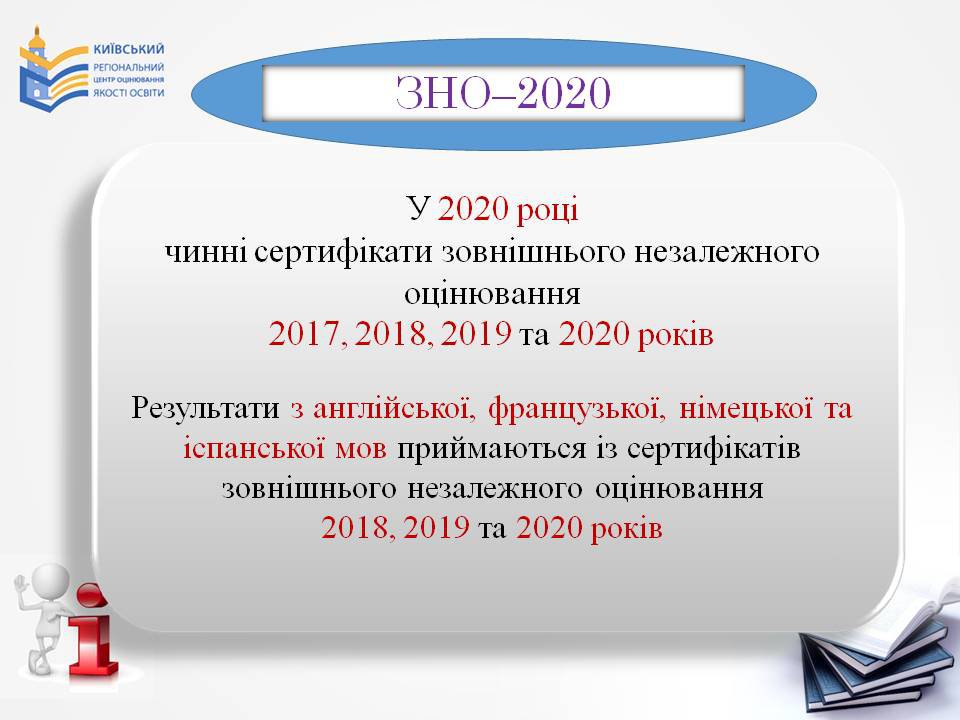 КИЇВСЬКИЙ
РЕГІОНАЛЬНИЙ
ЦЕНТР ОЦІНЮВАННЯ
ЯКОСТІ ОСВІТИ
ЗНО–2020
У 2020 році
чинні сертифікати зовнішнього незалежного
оцінювання
2017, 2018, 2019 та 2020 років
Результати з англійської, французької, німецької та
іспанської мов приймаються із сертифікатів
зовнішнього незалежного оцінювання
2018, 2019 та 2020 років